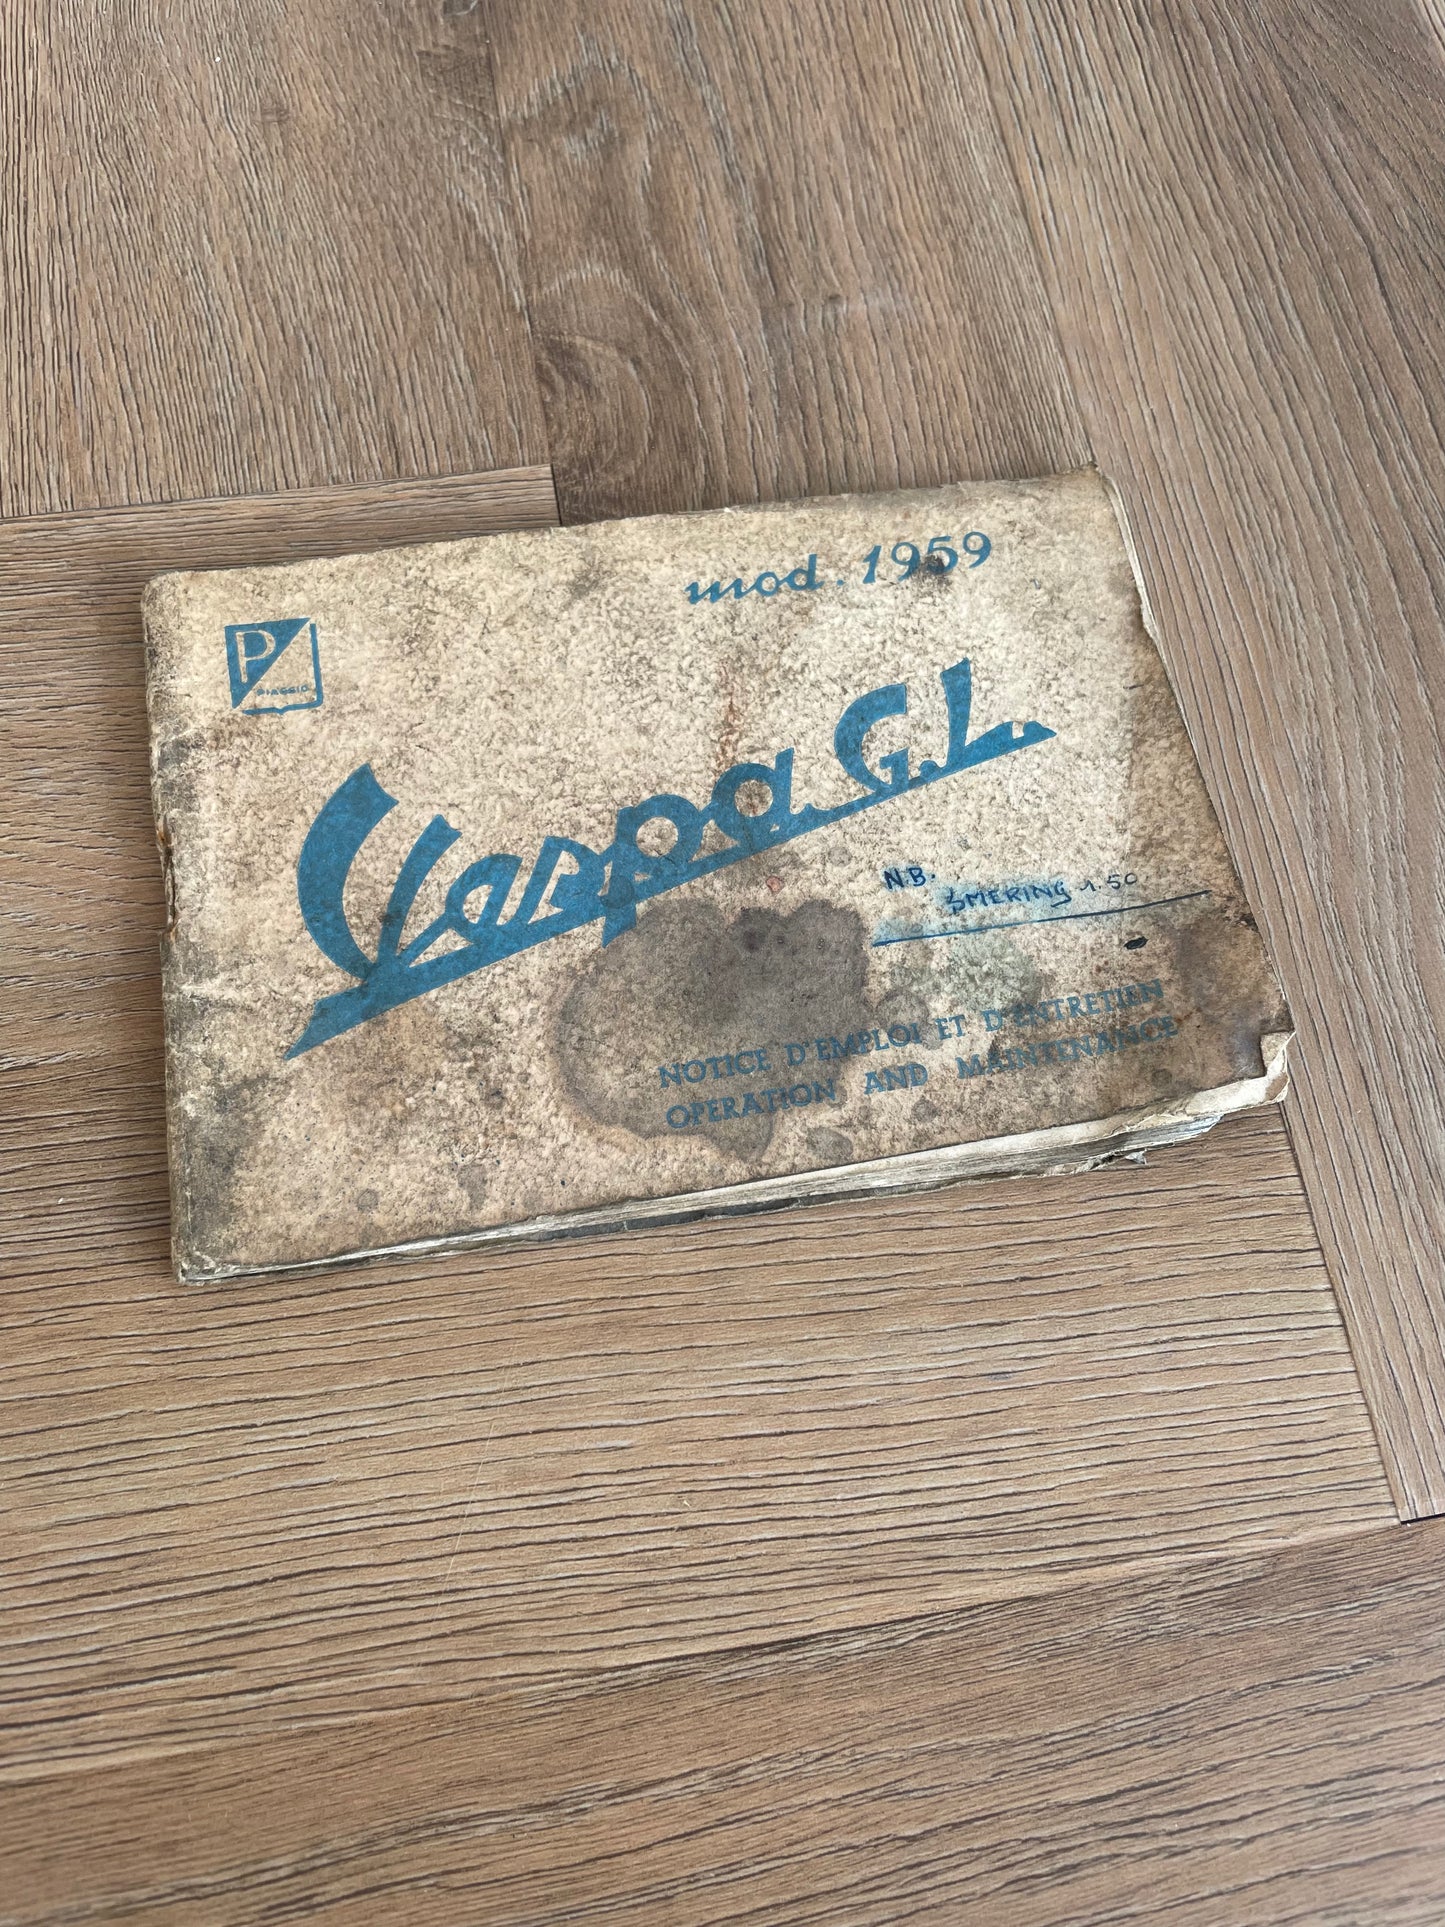 mod. 1959
P
PIAGGIO
Vespa G.L.
N.B.
SMERING 1.50.
NOTICE D'EMPLOI ET D'ENTRETIEN
OPERATION AND MAINTENANCE